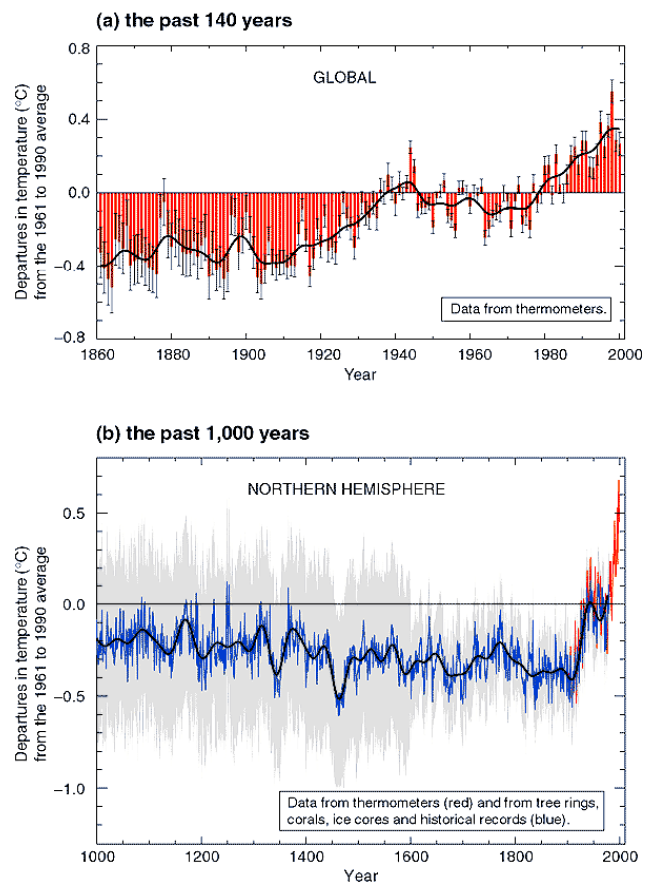 (a) the past 140 years
GLOBAL
Departures in temperature (°C)
from the 1961 to 1990 average
0.8
0.4
0.0
−0.4
−0.8
Data from thermometers.
1860 1880 1900 1920 1940 1960 1980 2000
Year
(b) the past 1,000 years
NORTHERN HEMISPHERE
Departures in temperature (°C)
from the 1961 to 1990 average
0.5
0.0
−0.5
−1.0
Data from thermometers (red) and from tree rings,
corals, ice cores and historical records (blue).
1000 1200 1400 1600 1800 2000
Year